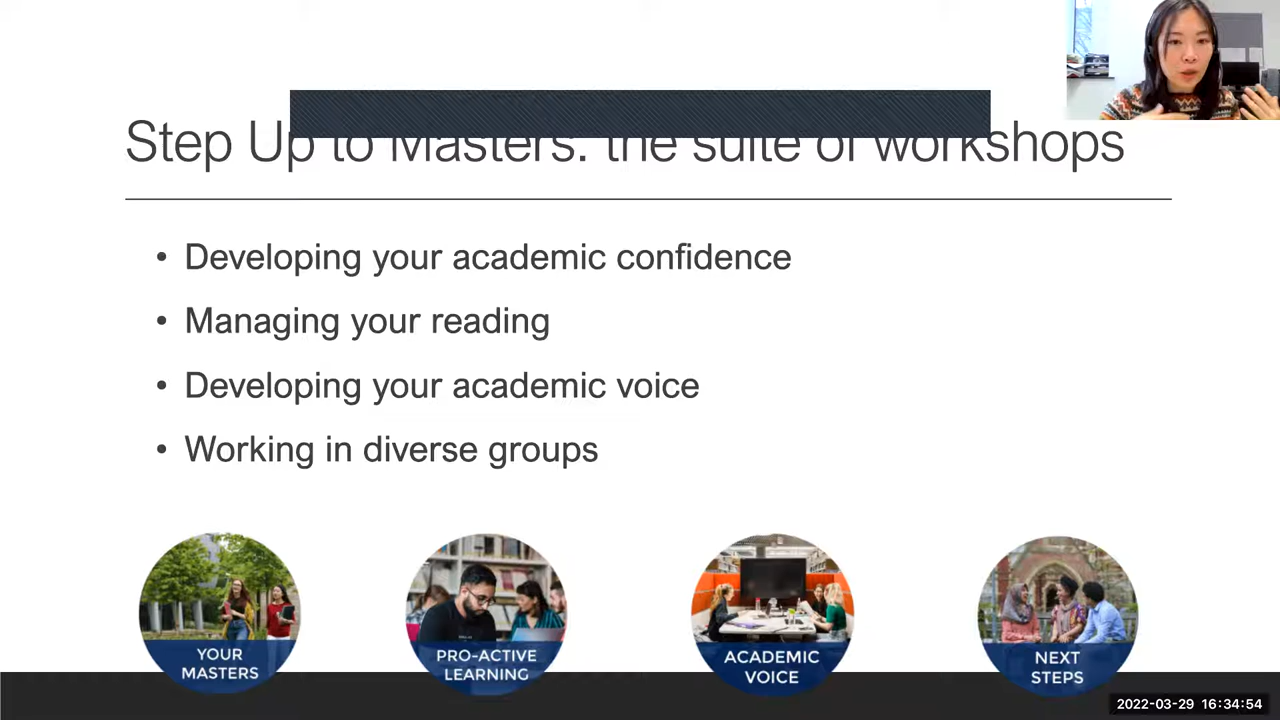 Step Up to Masters: the suite of workshops
• Developing your academic confidence
• Managing your reading
• Developing your academic voice
• Working in diverse groups
YOUR
MASTERS
PRO-ACTIVE
LEARNING
ACADEMIC
VOICE
NEXT
STEPS
2022-03-29 16:34:54